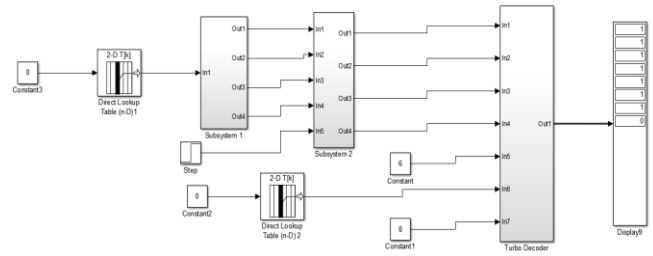 0
Constant3
2-D T[k]
Direct Lookup
Table (n-D)1
In1
Out1
Out2
Out3
Out4
Subsystem 1
Step
In1
In2
In3
In4
In5
Out1
Out2
Out3
Out4
Subsystem 2
0
Constant2
2-D T[k]
Direct Lookup
Table (n-D) 2
6
Constant
8
Constant1
In1
In2
In3
In4
In5
In6
In7
Out1
Turbo Decoder
1
1
1
1
1
1
1
0
Display9